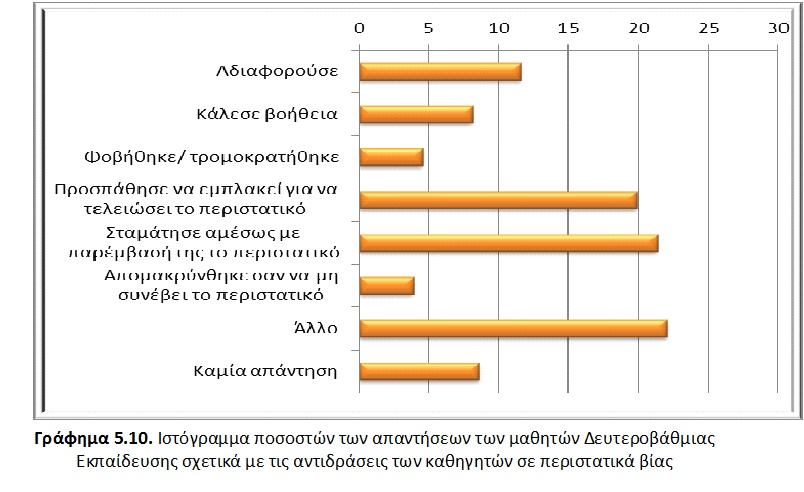 0 5 10 15 20 25 30
Αδιαφορούσε
Κάλεσε βοήθεια
Φοβήθηκε/ τρομοκρατήθηκε
Προσπάθησε να εμπλακεί για να
τελειώσει το περιστατικό
Σταμάτησε αμέσως με
παρέμβασή της το περιστατικό
Απομακρύνθηκε σαν να μη
συνέβει το περιστατικό
Άλλο
Καμία απάντηση
Γράφημα 5.10. Ιστόγραμμα ποσοστών των απαντήσεων των μαθητών Δευτεροβάθμιας
Εκπαίδευσης σχετικά με τις αντιδράσεις των καθηγητών σε περιστατικά βίας